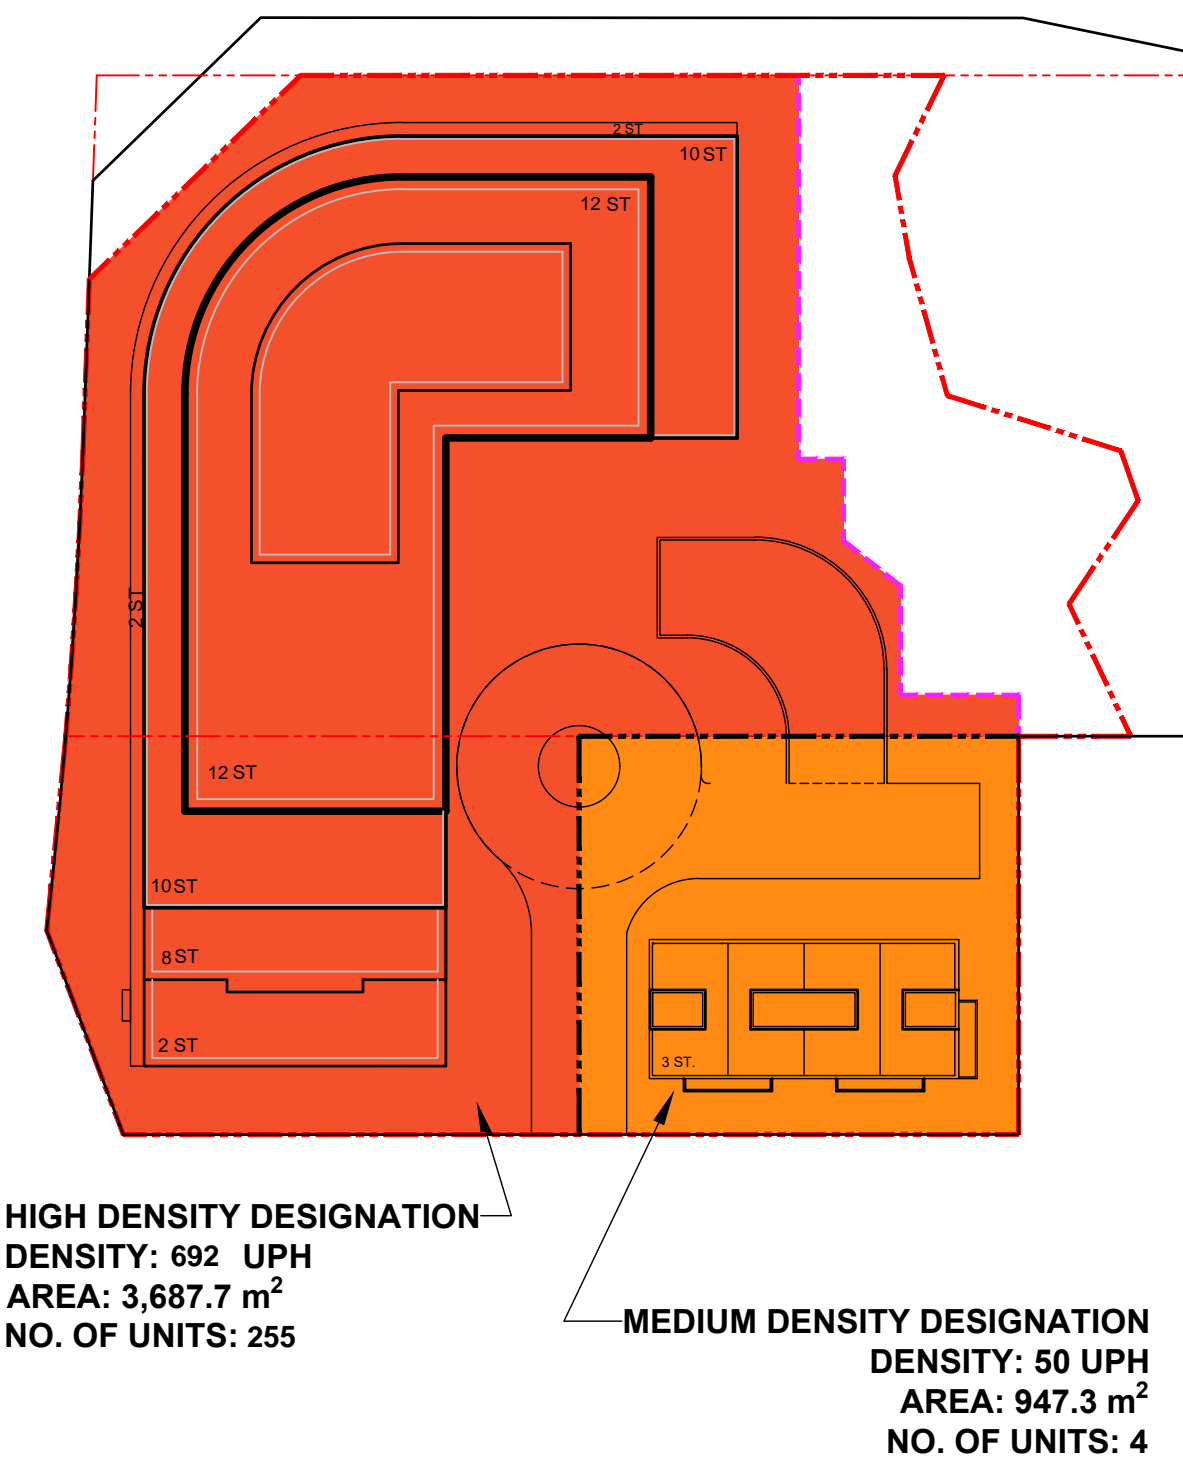 2 ST
10 ST
12 ST
2 ST
12 ST
10 ST
8 ST
2 ST
3 ST.
HIGH DENSITY DESIGNATION
DENSITY: 692 UPH
AREA: 3,687.7 m²
NO. OF UNITS: 255
MEDIUM DENSITY DESIGNATION
DENSITY: 50 UPH
AREA: 947.3 m²
NO. OF UNITS: 4